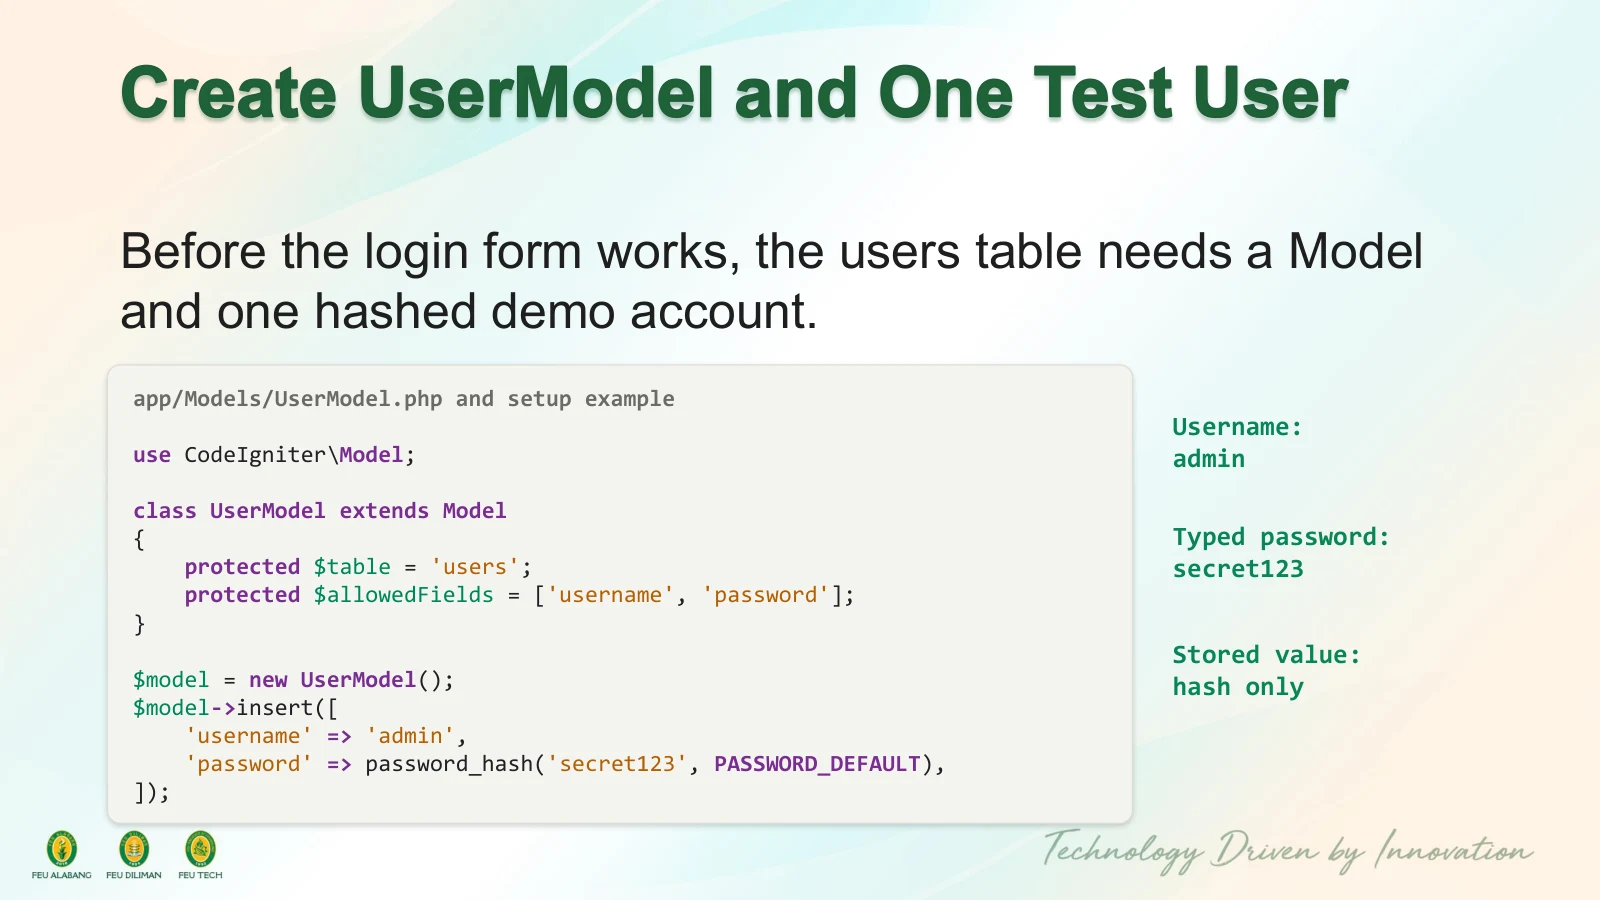 Create UserModel and One Test User
Before the login form works, the users table needs a Model
and one hashed demo account.
app/Models/UserModel.php and setup example
use CodeIgniter\Model;
class UserModel extends Model
{
    protected $table = 'users';
    protected $allowedFields = ['username', 'password'];
}
$model = new UserModel();
$model->insert([
    'username' => 'admin',
    'password' => password_hash('secret123', PASSWORD_DEFAULT),
]);
Username:
admin
Typed password:
secret123
Stored value:
hash only
FEU ALABANG
FEU DILIMAN
FEU TECH
Technology Driven by Innovation